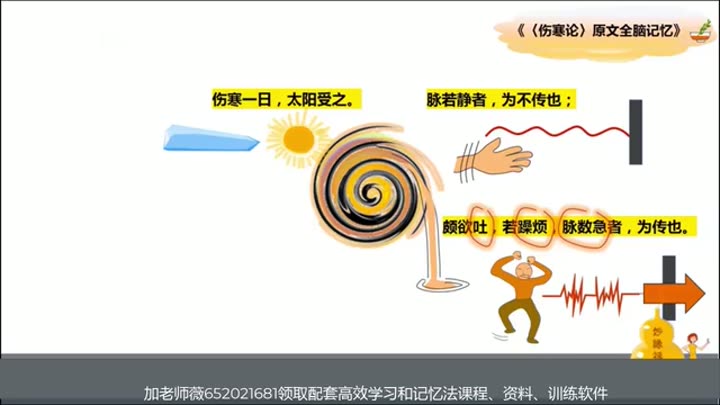 《〈伤寒论〉原文全脑记忆》
伤寒一日，太阳受之。
脉若静者，为不传也；
颇欲吐，若躁烦，脉数急者，为传也。
加老师薇652021681领取配套高效学习和记忆法课程、资料、训练软件